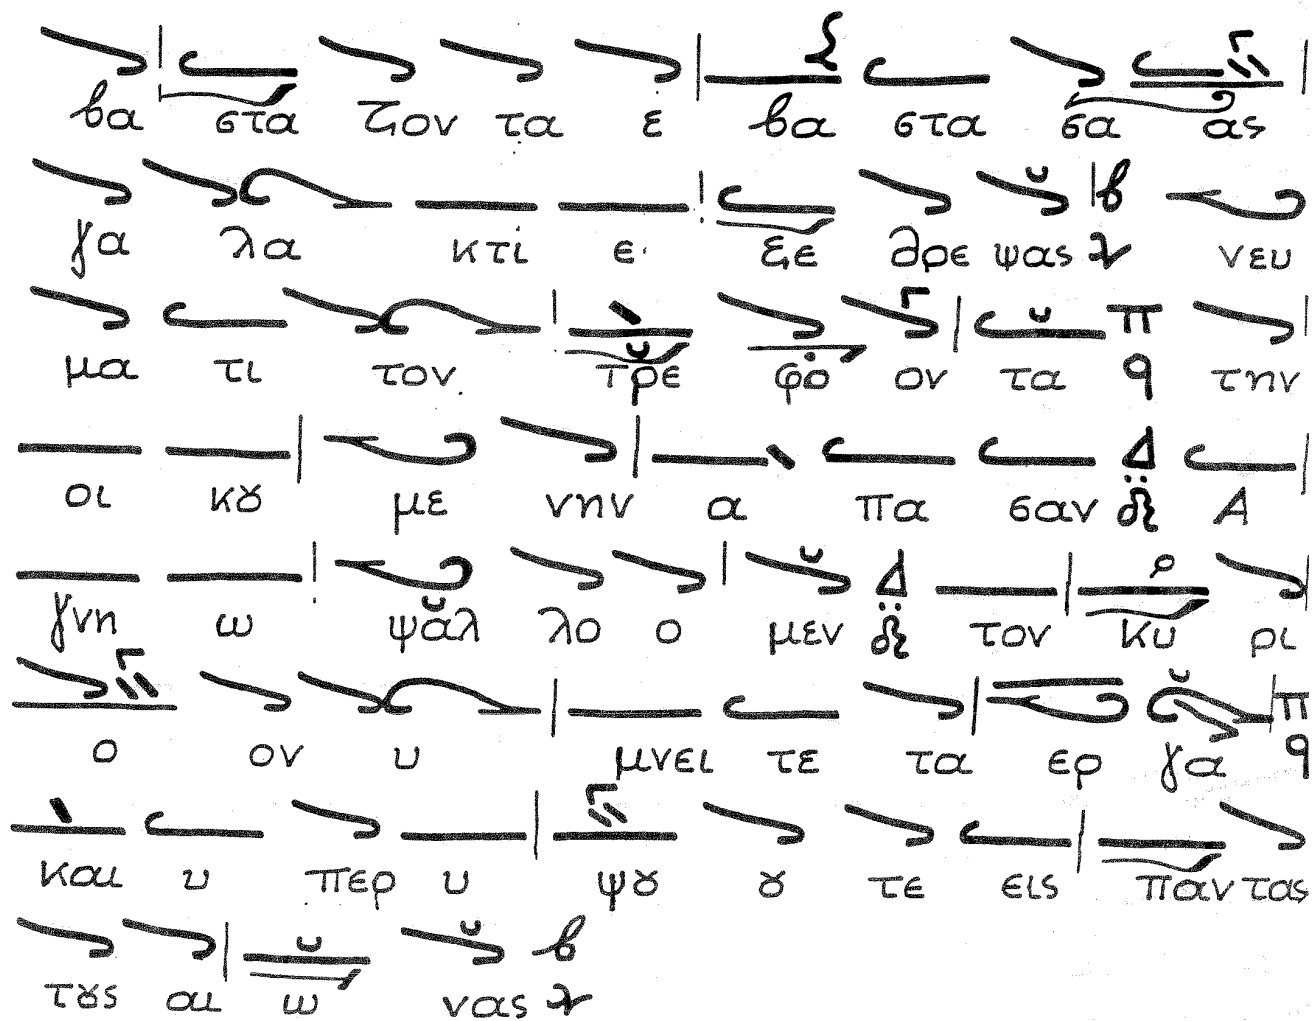 βα στα ζον τα ε βα στα σα ας
γα λα κτι ε ξε θρε ψας νευ
μα τι τον τρε φο ον τα π q την
οι κȣ με νην α πα σαν Δ Α
γνη ω ψαλ λο ο μεν Δ τον Κυ ρι
ο ον υ μνει τε τα ερ γα π q
και υ περ υ ψȣ ȣ τε εις παν τας
τȣς αι ω νας